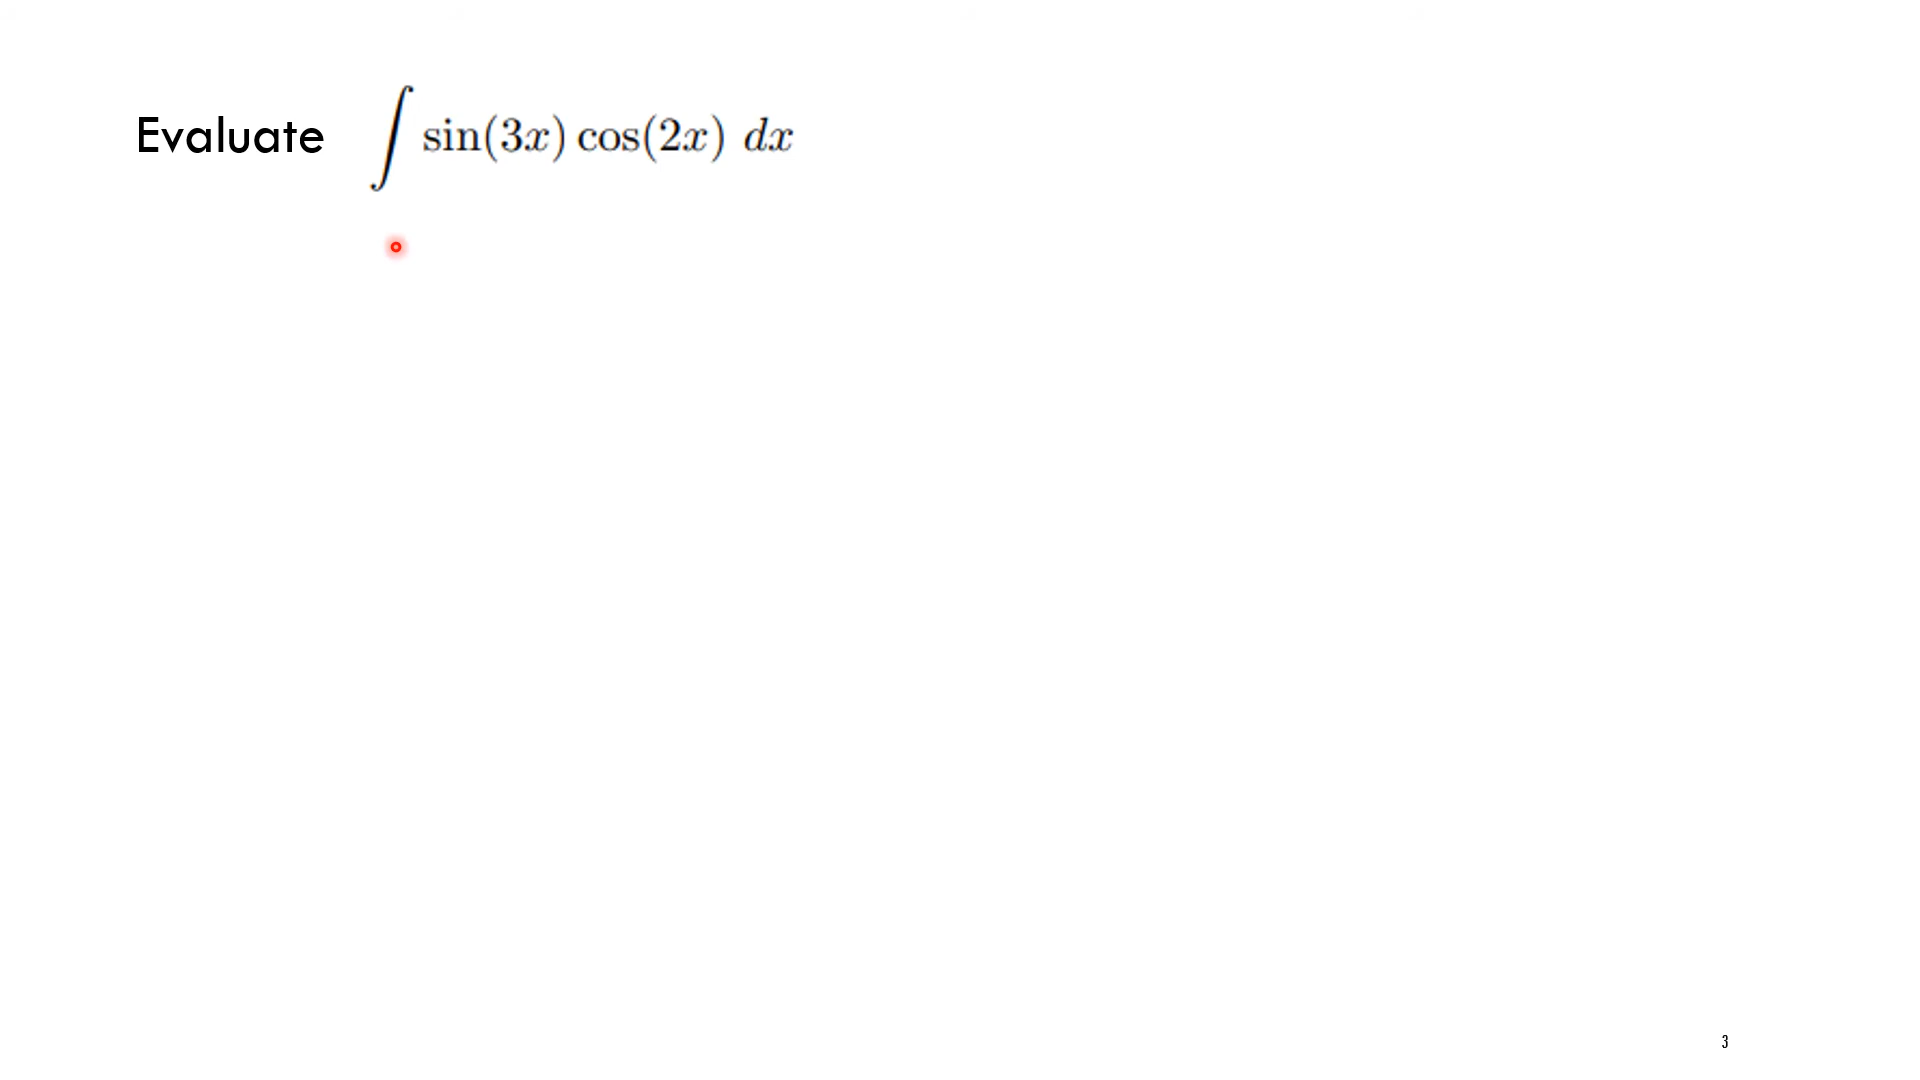 Evaluate ∫ sin(3x) cos(2x) dx
3